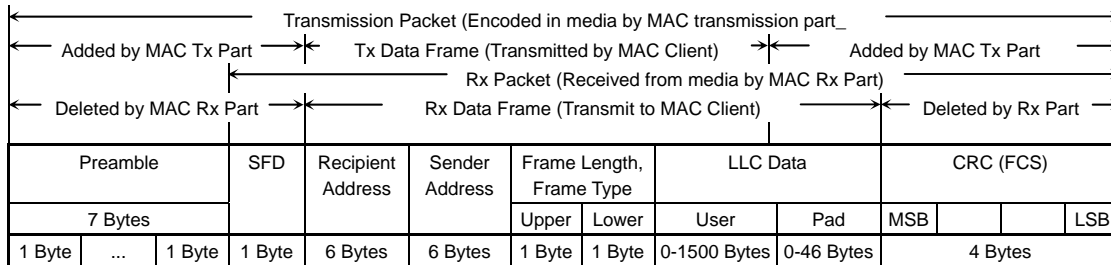 Transmission Packet (Encoded in media by MAC transmission part_
Added by MAC Tx Part Tx Data Frame (Transmitted by MAC Client) Added by MAC Tx Part
Rx Packet (Received from media by MAC Rx Part)
Deleted by MAC Rx Part Rx Data Frame (Transmit to MAC Client) Deleted by Rx Part
Preamble SFD Recipient Sender Frame Length, LLC Data CRC (FCS)
Address Address Frame Type
7 Bytes Upper Lower User Pad MSB LSB
1 Byte ... 1 Byte 1 Byte 6 Bytes 6 Bytes 1 Byte 1 Byte 0-1500 Bytes 0-46 Bytes 4 Bytes